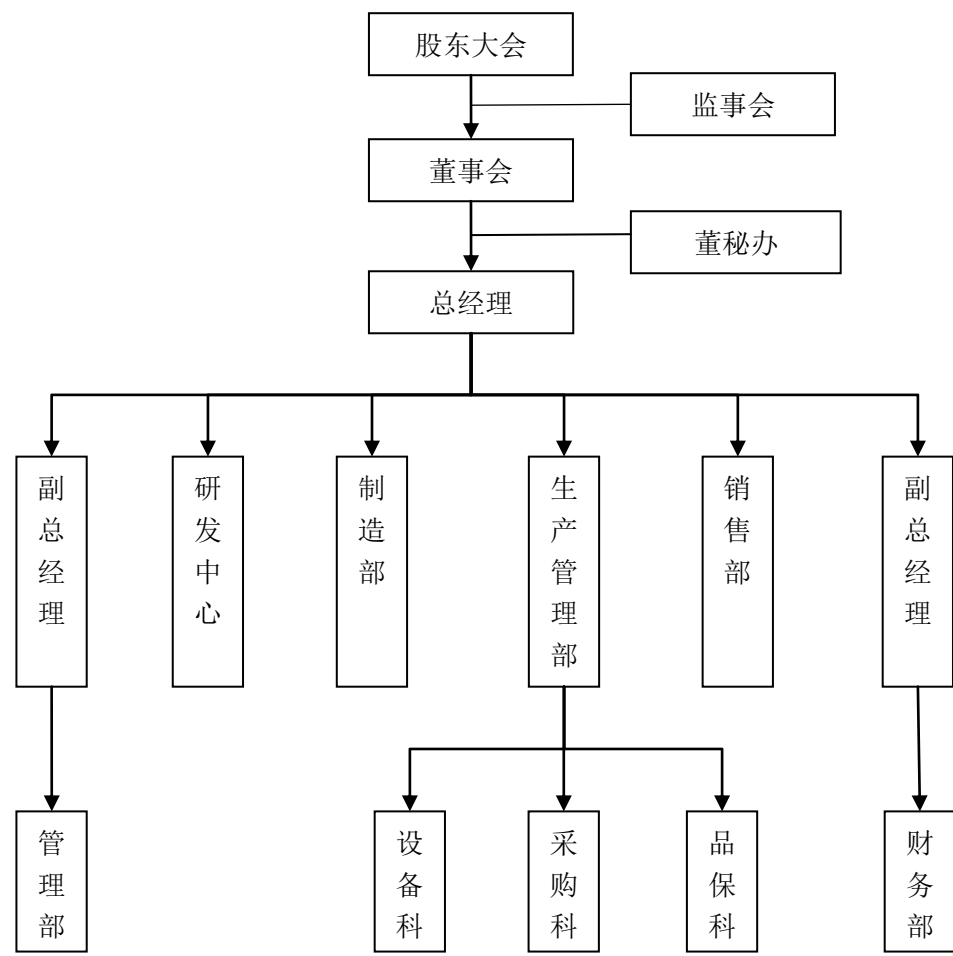 股东大会
监事会
董事会
董秘办
总经理
副总经理
研发中心
制造部
生产管理部
销售部
副总经理
管理部
设备科
采购科
品保科
财务部